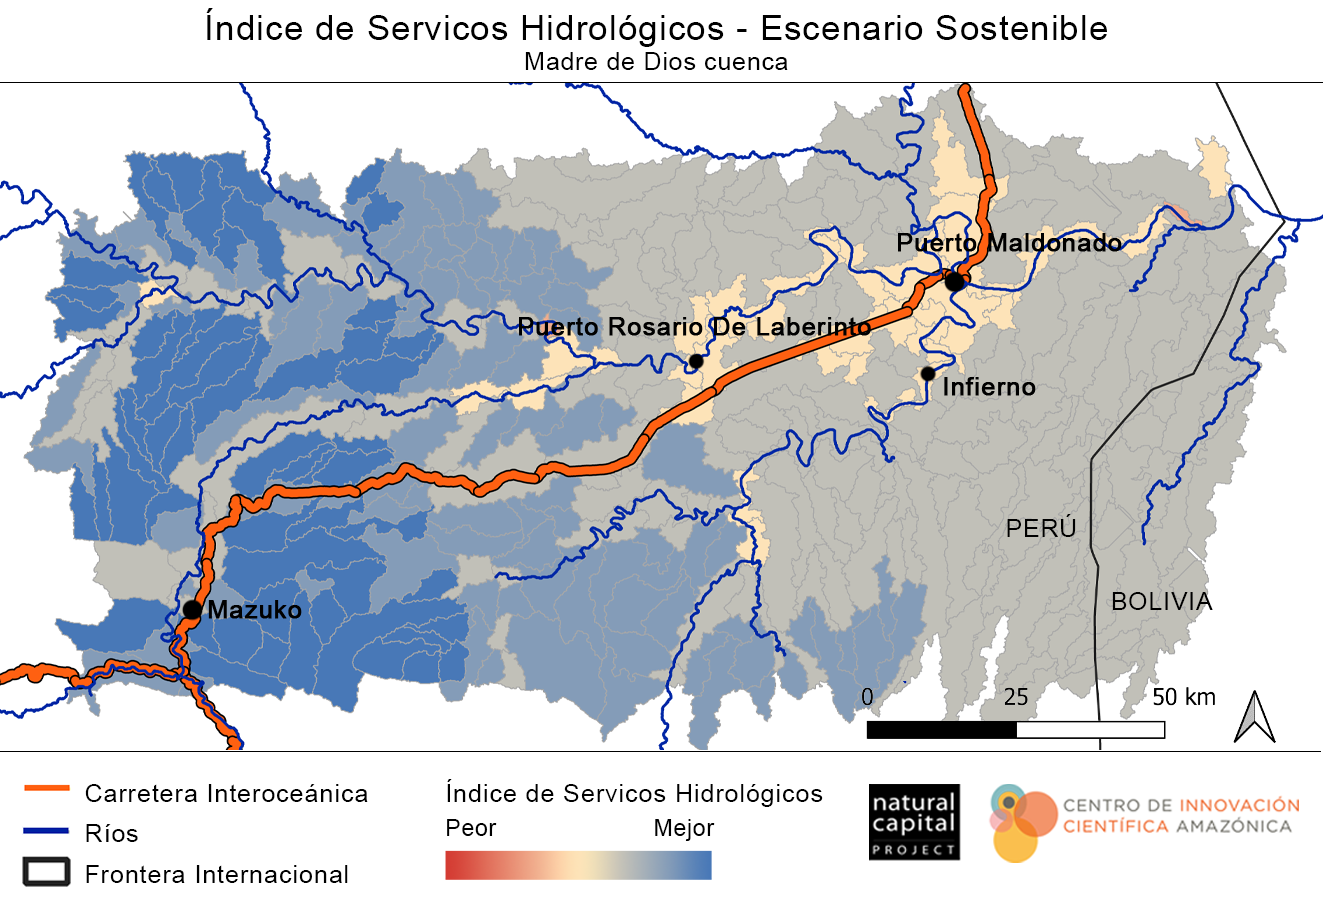 Índice de Servicos Hidrológicos - Escenario Sostenible
Madre de Dios cuenca
Puerto Maldonado
Puerto Rosario De Laberinto
Infierno
PERÚ
BOLIVIA
Mazuko
0 25 50 km
Carretera Interoceánica
Ríos
Frontera Internacional
Índice de Servicos Hidrológicos
Peor Mejor
natural
capital
PROJECT
CENTRO DE INNOVACIÓN
CIENTÍFICA AMAZÓNICA